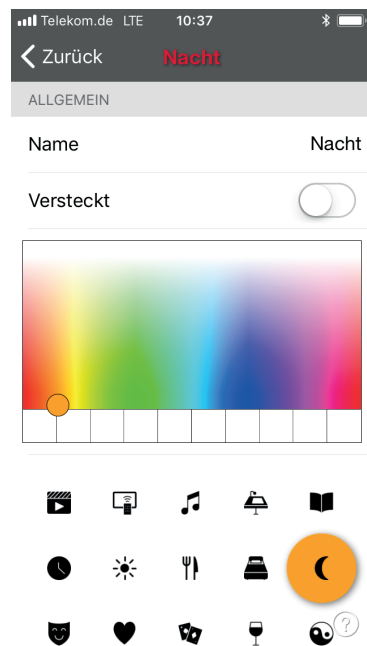 Telekom.de LTE 10:37
Zurück Nacht
ALLGEMEIN
Name Nacht
Versteckt
?